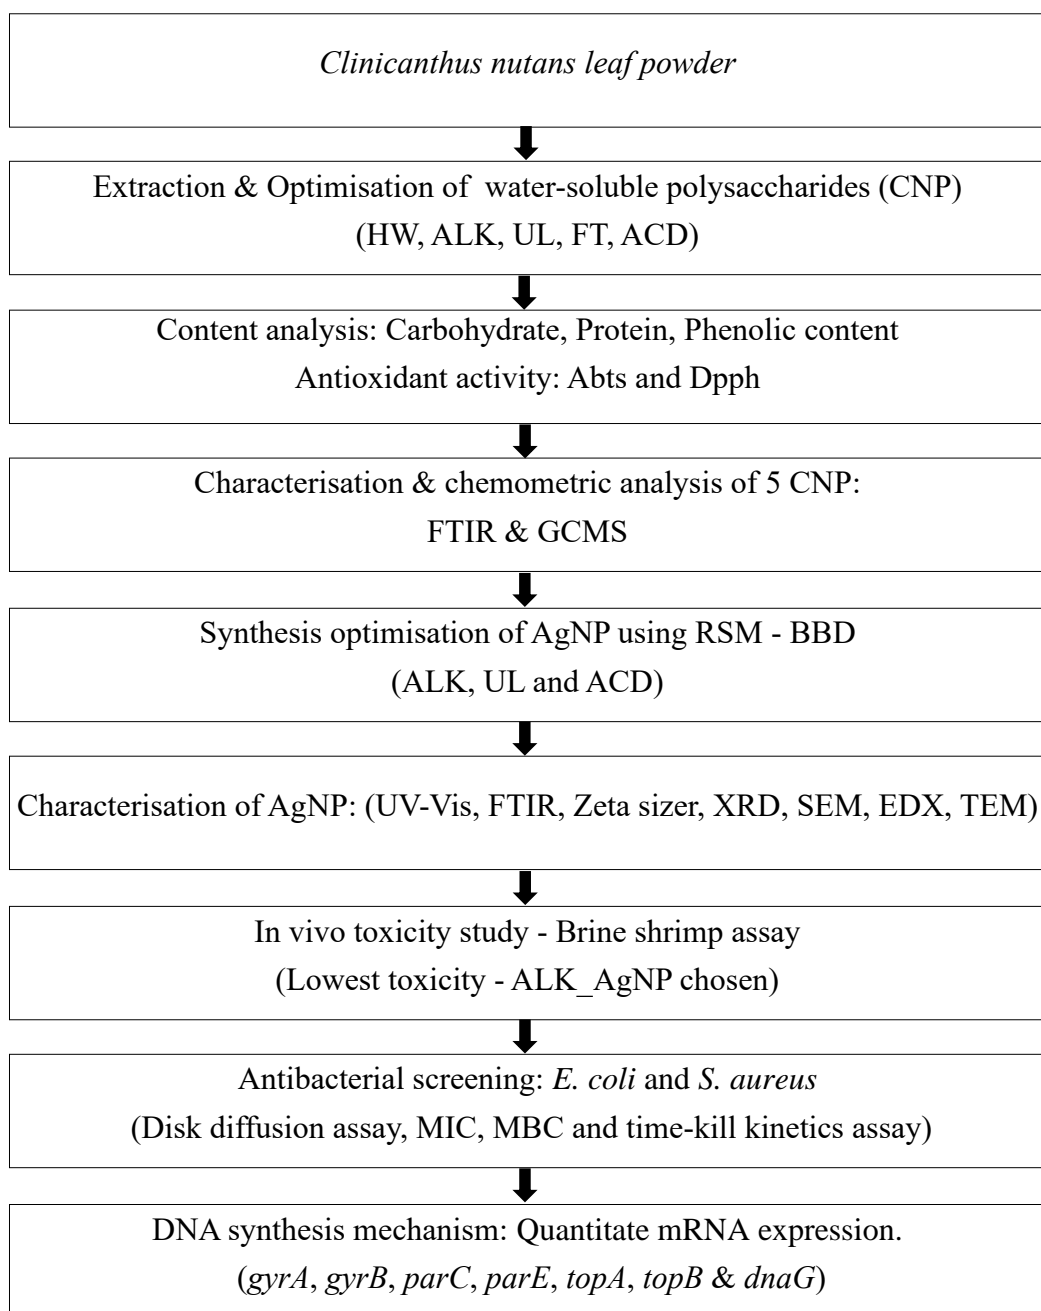 Clinicanthus nutans leaf powder
Extraction & Optimisation of water-soluble polysaccharides (CNP)
(HW, ALK, UL, FT, ACD)
Content analysis: Carbohydrate, Protein, Phenolic content
Antioxidant activity: Abts and Dpph
Characterisation & chemometric analysis of 5 CNP:
FTIR & GCMS
Synthesis optimisation of AgNP using RSM - BBD
(ALK, UL and ACD)
Characterisation of AgNP: (UV-Vis, FTIR, Zeta sizer, XRD, SEM, EDX, TEM)
In vivo toxicity study - Brine shrimp assay
(Lowest toxicity - ALK_AgNP chosen)
Antibacterial screening: E. coli and S. aureus
(Disk diffusion assay, MIC, MBC and time-kill kinetics assay)
DNA synthesis mechanism: Quantitate mRNA expression.
(gyrA, gyrB, parC, parE, topA, topB & dnaG)